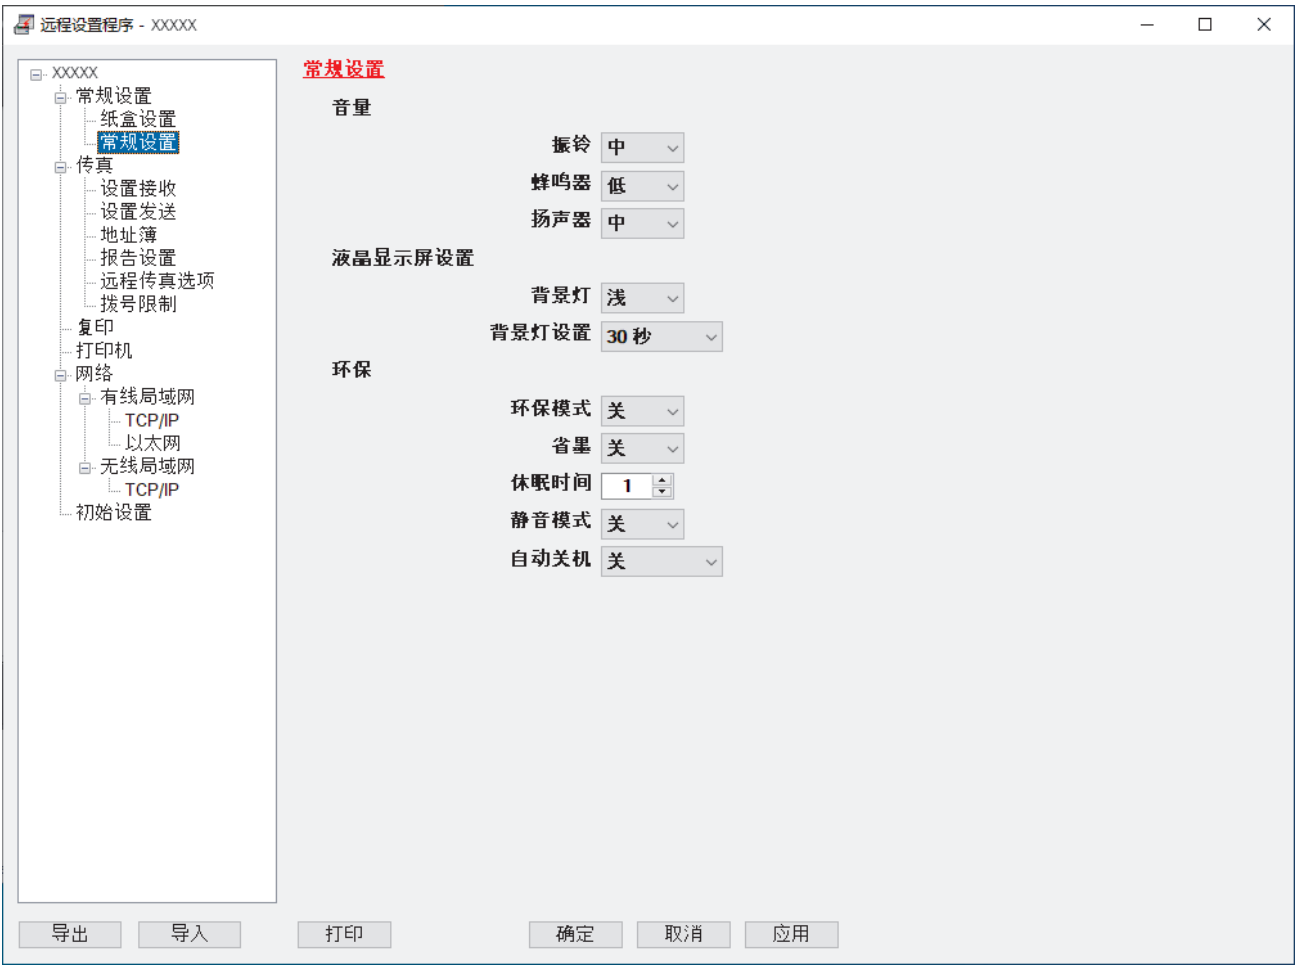 远程设置程序 - XXXXX
XXXXX
常规设置
纸盒设置
常规设置
传真
设置接收
设置发送
地址簿
报告设置
远程传真选项
拨号限制
复印
打印机
网络
有线局域网
TCP/IP
以太网
无线局域网
TCP/IP
初始设置
常规设置
音量
振铃 中
蜂鸣器 低
扬声器 中
液晶显示屏设置
背景灯 浅
背景灯设置 30 秒
环保
环保模式 关
省墨 关
休眠时间 1
静音模式 关
自动关机 关
导出 导入 打印 确定 取消 应用